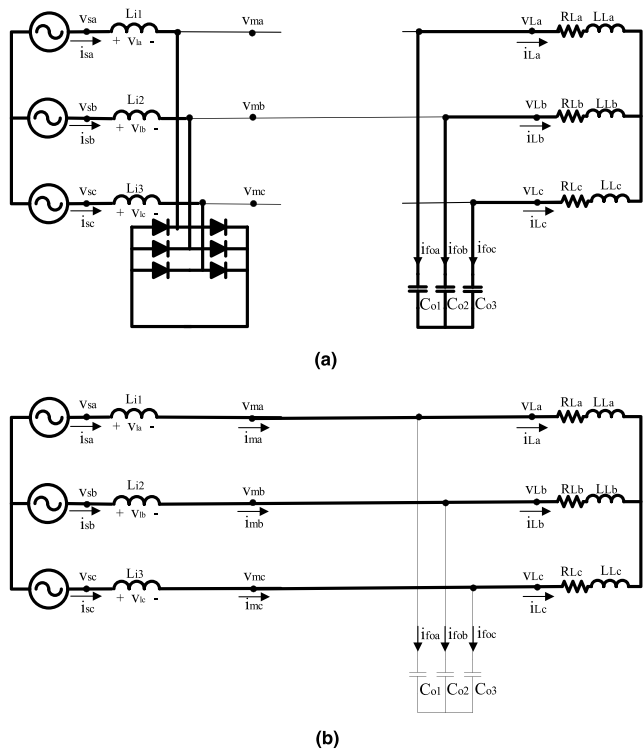 vsa Li1 vma vLa RLa LLa
isa + vla - iLa
vsb Li2 vmb vLb RLb LLb
isb + vlb - iLb
vsc Li3 vmc vLc RLc LLc
isc + vlc - iLc
ifoa ifob ifoc
Co1 Co2 Co3
(a)
vsa Li1 vma vLa RLa LLa
isa + vla - ima iLa
vsb Li2 vmb vLb RLb LLb
isb + vlb - imb iLb
vsc Li3 vmc vLc RLc LLc
isc + vlc - imc iLc
ifoa ifob ifoc
Co1 Co2 Co3
(b)